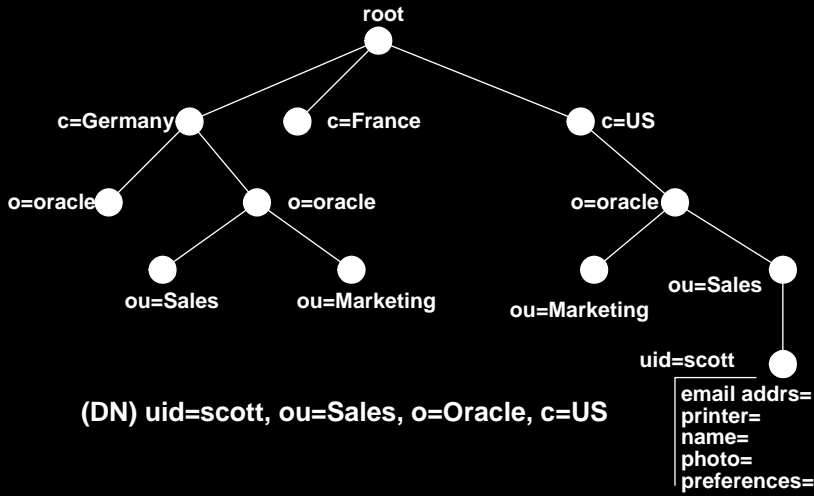 root
c=Germany
c=France
c=US
o=oracle
o=oracle
o=oracle
ou=Sales
ou=Marketing
ou=Marketing
ou=Sales
uid=scott
(DN) uid=scott, ou=Sales, o=Oracle, c=US
email addrs=
printer=
name=
photo=
preferences=